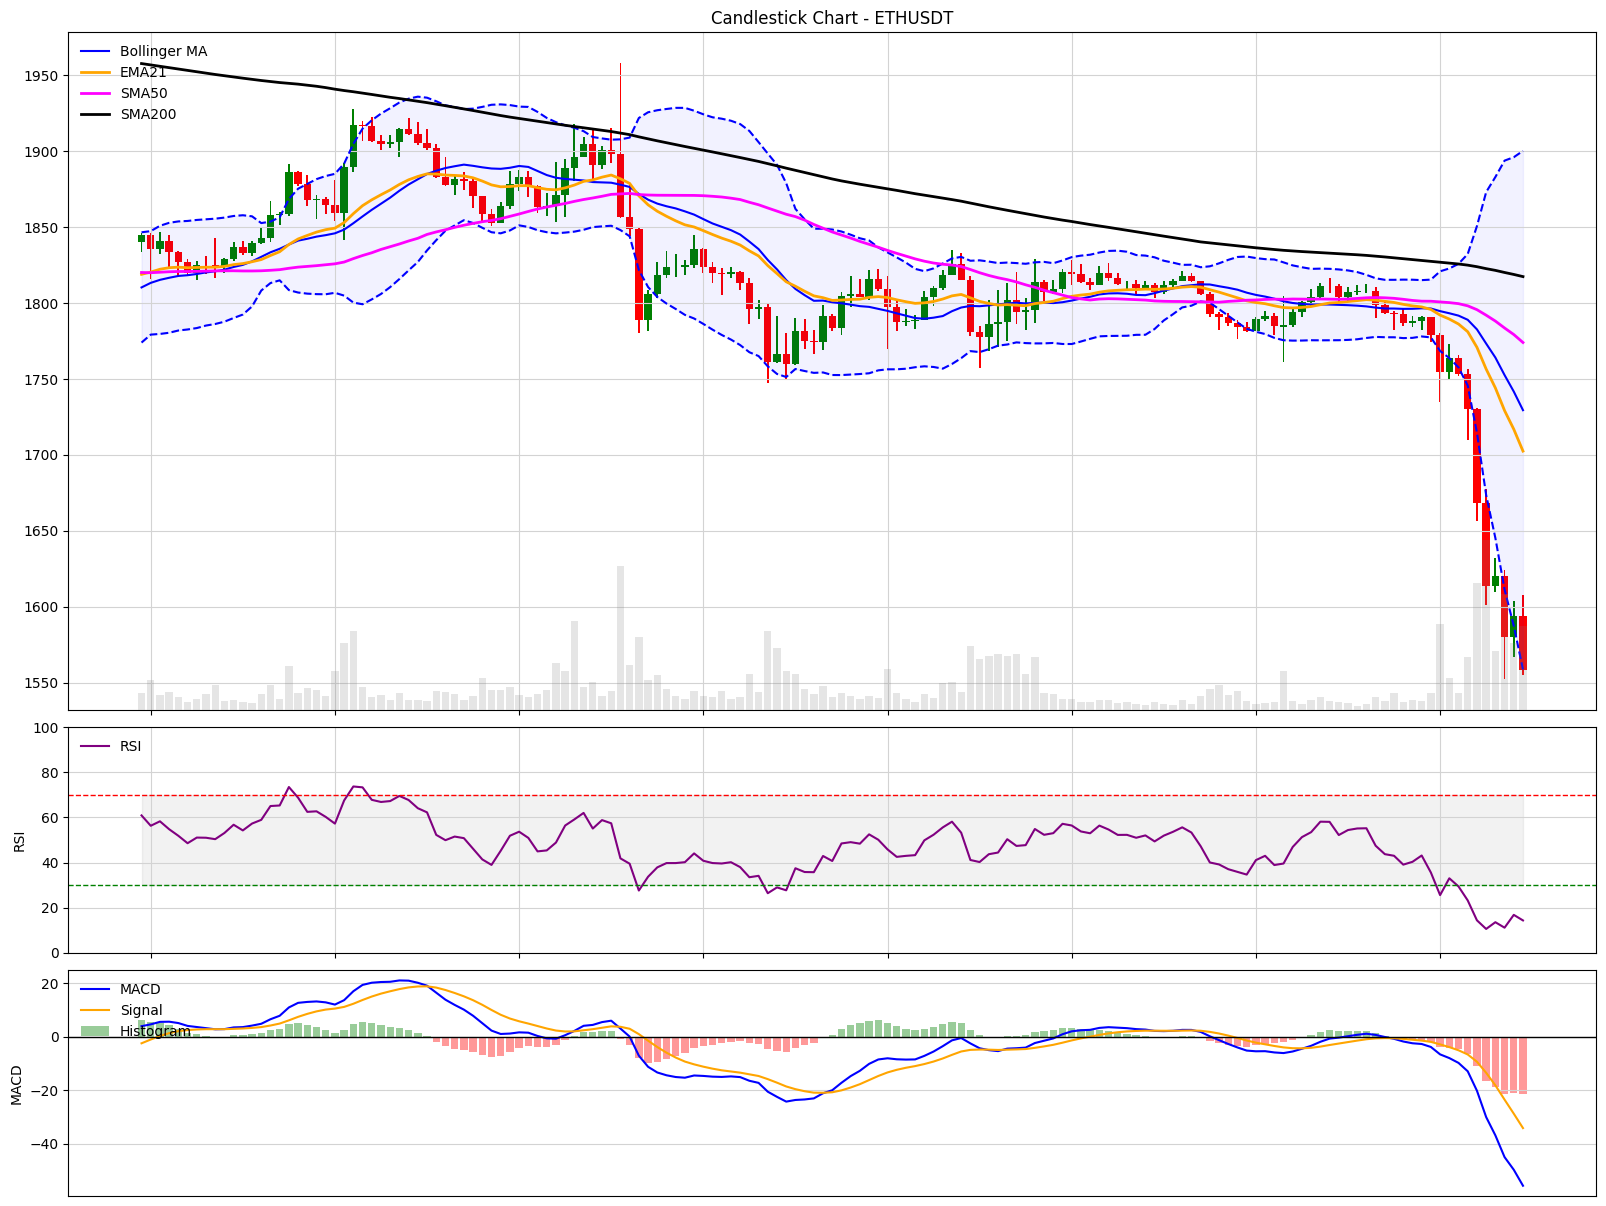 Candlestick Chart - ETHUSDT
Bollinger MA
EMA21
SMA50
SMA200
1950
1900
1850
1800
1750
1700
1650
1600
1550
RSI
100
80
60
40
20
0
RSI
MACD
Signal
Histogram
20
0
−20
−40
MACD